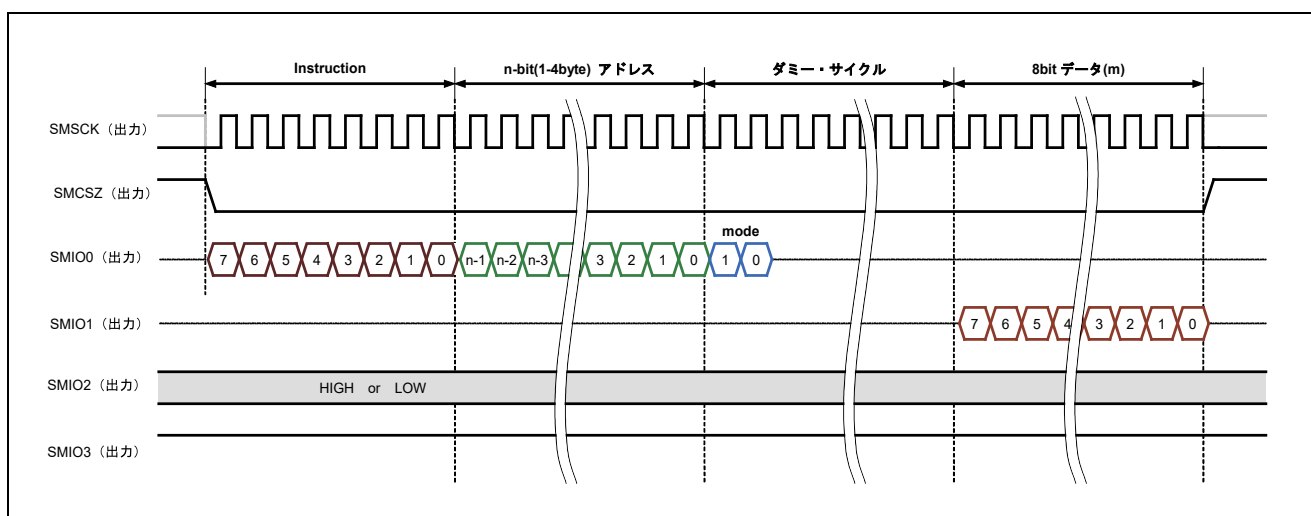 Instruction
n-bit(1-4byte) アドレス
ダミー・サイクル
8bit データ(m)
SMSCK（出力）
SMCSZ（出力）
mode
SMIO0（出力）
7 6 5 4 3 2 1 0 n-1 n-2 n-3 3 2 1 0 1 0
SMIO1（出力）
7 6 5 4 3 2 1 0
SMIO2（出力）
HIGH or LOW
SMIO3（出力）